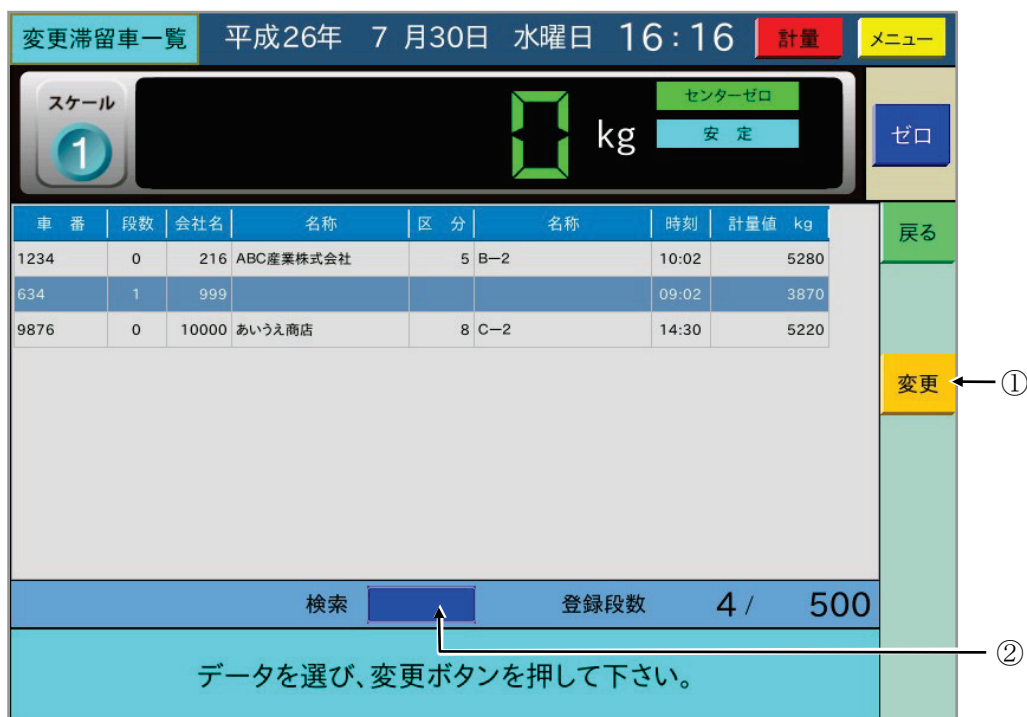 変更滞留車一覧 平成26年 7 月30日 水曜日 16:16 計量 メニュー
スケール
1
0 kg
センターゼロ
安 定
ゼロ
車 番 段数 会社名 名称 区 分 名称 時刻 計量値 kg
1234 0 216 ABC産業株式会社 5 B−2 10:02 5280
634 1 999 09:02 3870
9876 0 10000 あいうえ商店 8 C−2 14:30 5220
戻る
変更
①
検索 登録段数 4/ 500
②
データを選び、変更ボタンを押して下さい。